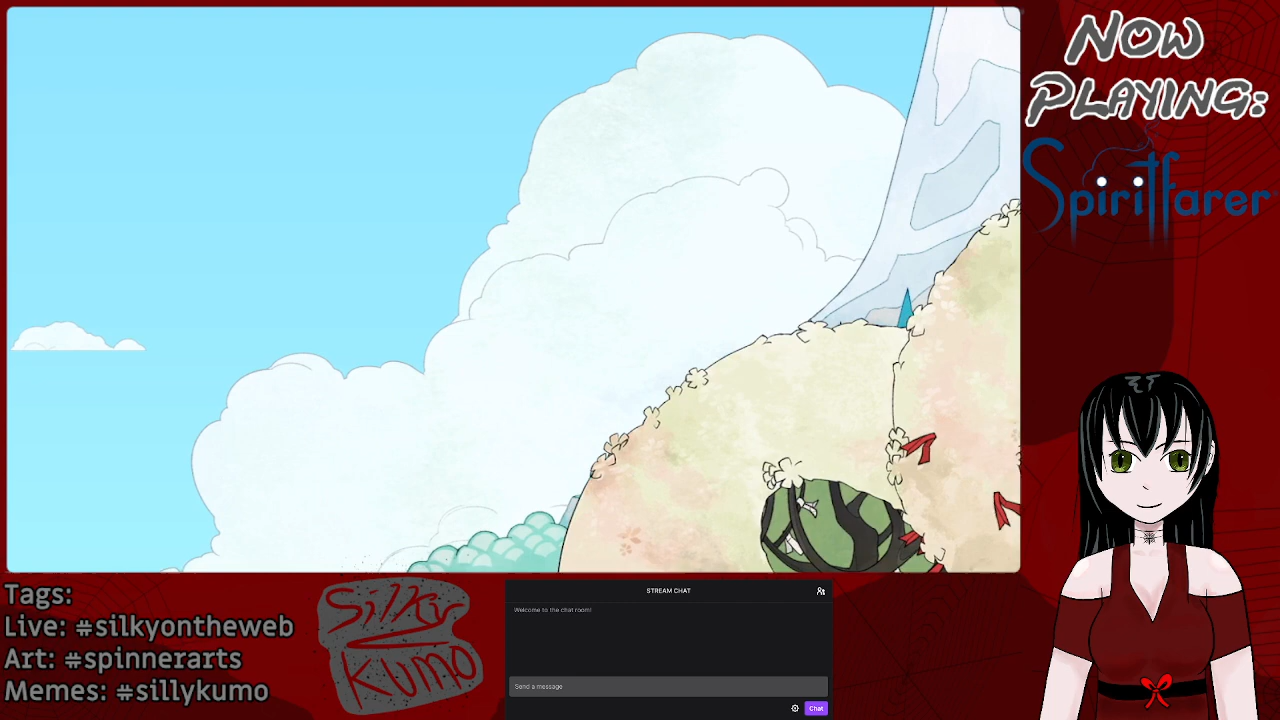 Now
Playing:
Spiritfarer
Tags:
Live: #silkyontheweb
Art: #spinnerarts
Memes: #sillykumo
Silky
Kumo
STREAM CHAT
Welcome to the chat room!
Send a message
Chat